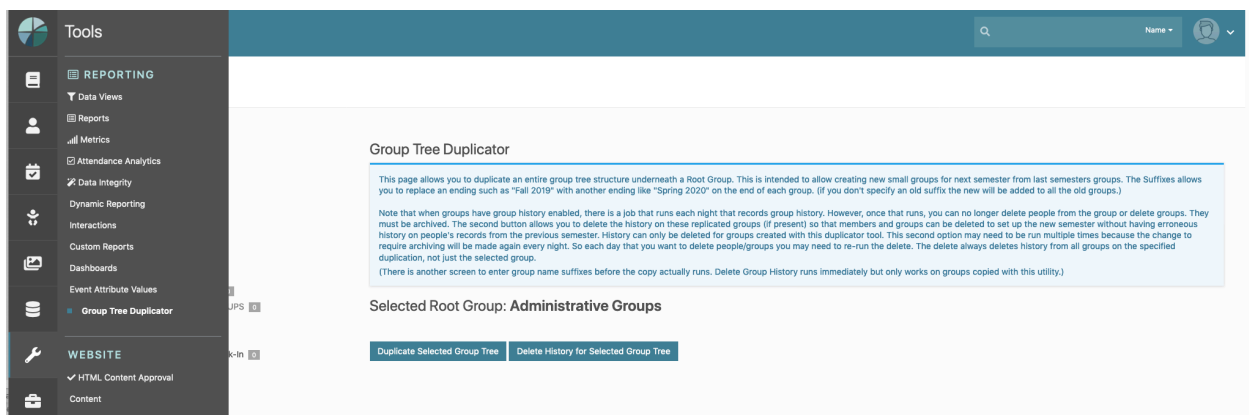 Tools
Name
REPORTING
Data Views
Reports
Metrics
Attendance Analytics
Data Integrity
Dynamic Reporting
Interactions
Custom Reports
Dashboards
Event Attribute Values
Group Tree Duplicator
WEBSITE
HTML Content Approval
Content
UPS 0
k-in 0
Group Tree Duplicator
This page allows you to duplicate an entire group tree structure underneath a Root Group. This is intended to allow creating new small groups for next semester from last semesters groups. The Suffixes allows
you to replace an ending such as "Fall 2019" with another ending like "Spring 2020" on the end of each group. (if you don't specify an old suffix the new will be added to all the old groups.)
Note that when groups have group history enabled, there is a job that runs each night that records group history. However, once that runs, you can no longer delete people from the group or delete groups. They
must be archived. The second button allows you to delete the history on these replicated groups (if present) so that members and groups can be deleted to set up the new semester without having erroneous
history on people's records from the previous semester. History can only be deleted for groups created with this duplicator tool. This second option may need to be run multiple times because the change to
require archiving will be made again every night. So each day that you want to delete people/groups you may need to re-run the delete. The delete always deletes history from all groups on the specified
duplication, not just the selected group.
(There is another screen to enter group name suffixes before the copy actually runs. Delete Group History runs immediately but only works on groups copied with this utility.)
Selected Root Group: Administrative Groups
Duplicate Selected Group Tree
Delete History for Selected Group Tree